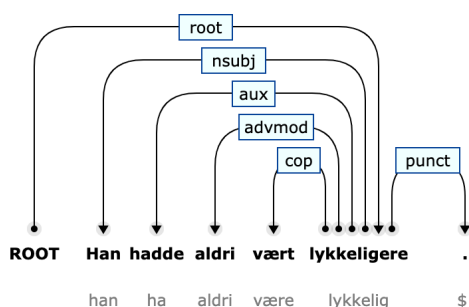 root
nsubj
aux
advmod
cop punct
ROOT Han hadde aldri vært lykkeligere .
han ha aldri være lykkelig $